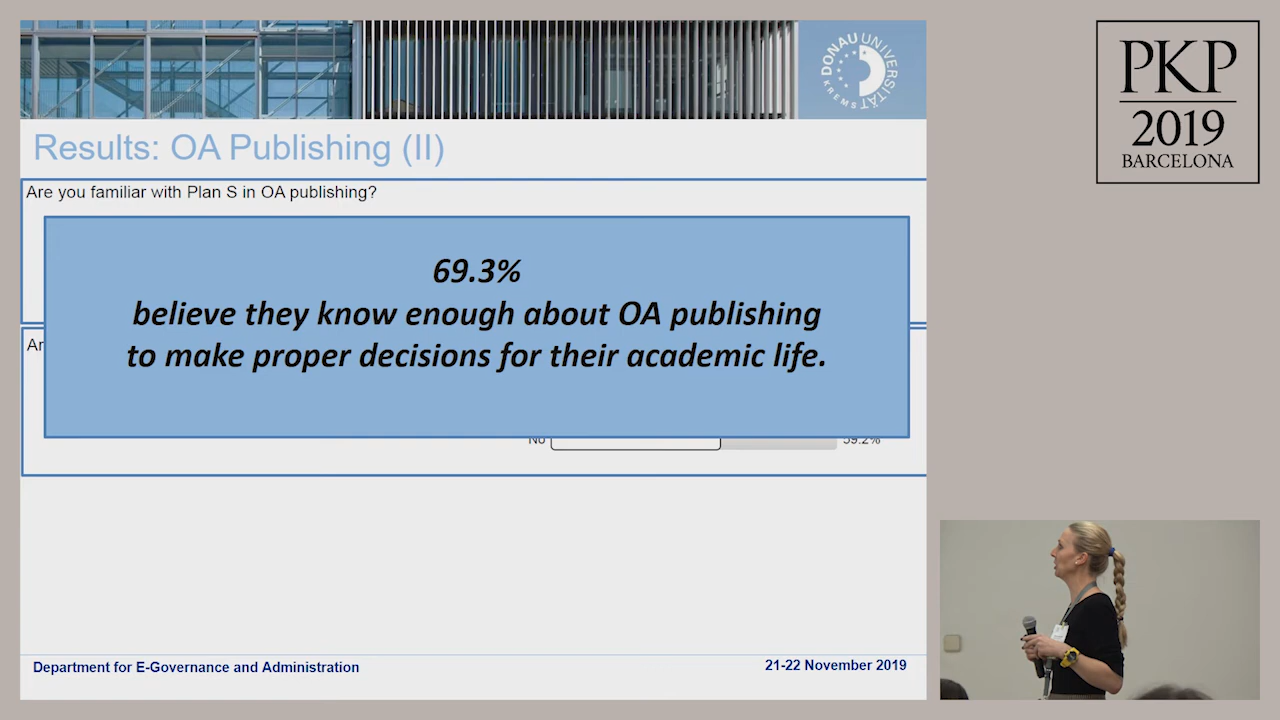 DONAU UNIVERSITÄT
KREMS
PKP
2019
BARCELONA
Results: OA Publishing (II)
Are you familiar with Plan S in OA publishing?
69.3%
believe they know enough about OA publishing
to make proper decisions for their academic life.
Ar
No
59.2%
Department for E-Governance and Administration
21-22 November 2019